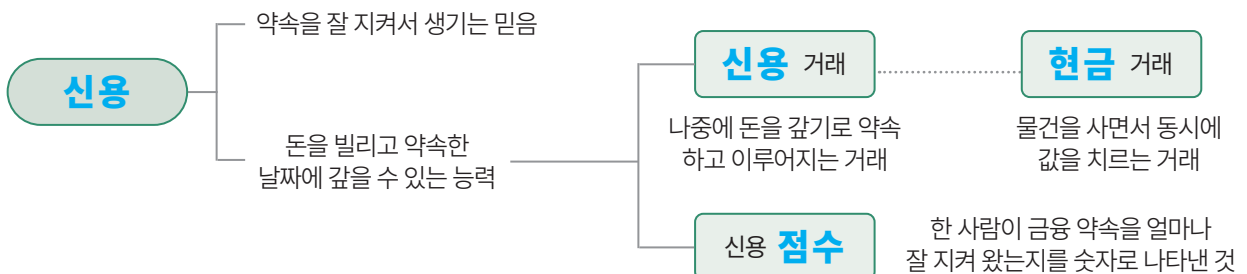 신용
약속을 잘 지켜서 생기는 믿음
돈을 빌리고 약속한
날짜에 갚을 수 있는 능력
신용 거래
나중에 돈을 갚기로 약속
하고 이루어지는 거래
현금 거래
물건을 사면서 동시에
값을 치르는 거래
신용 점수
한 사람이 금융 약속을 얼마나
잘 지켜 왔는지를 숫자로 나타낸 것